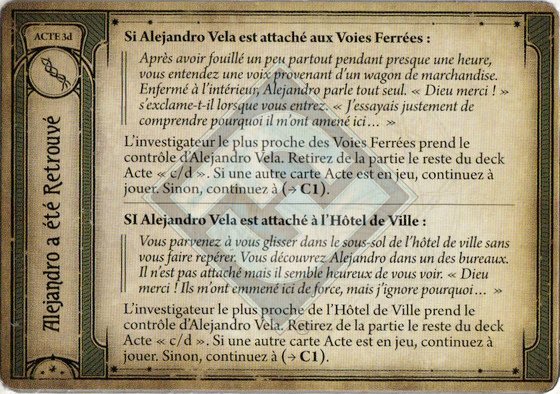 ACTE 3d
Alejandro a été Retrouvé
Si Alejandro Vela est attaché aux Voies Ferrées :
Après avoir fouillé un peu partout pendant presque une heure,
vous entendez une voix provenant d'un wagon de marchandise.
Enfermé à l'intérieur, Alejandro parle tout seul. « Dieu merci ! »
s'exclame-t-il lorsque vous entrez. « J'essayais justement de
comprendre pourquoi il m'ont amené ici… »
L'investigateur le plus proche des Voies Ferrées prend le
contrôle d'Alejandro Vela. Retirez de la partie le reste du deck
Acte « c/d ». Si une autre carte Acte est en jeu, continuez à
jouer. Sinon, continuez à (→ C1).
SI Alejandro Vela est attaché à l'Hôtel de Ville :
Vous parvenez à vous glisser dans le sous-sol de l'hôtel de ville sans
vous faire repérer. Vous découvrez Alejandro dans un des bureaux.
Il n'est pas attaché mais il semble heureux de vous voir. « Dieu
merci ! Ils m'ont emmené ici de force, mais j'ignore pourquoi… »
L'investigateur le plus proche de l'Hôtel de Ville prend le
contrôle d'Alejandro Vela. Retirez de la partie le reste du deck
Acte « c/d ». Si une autre carte Acte est en jeu, continuez à
jouer. Sinon, continuez à (→ C1).